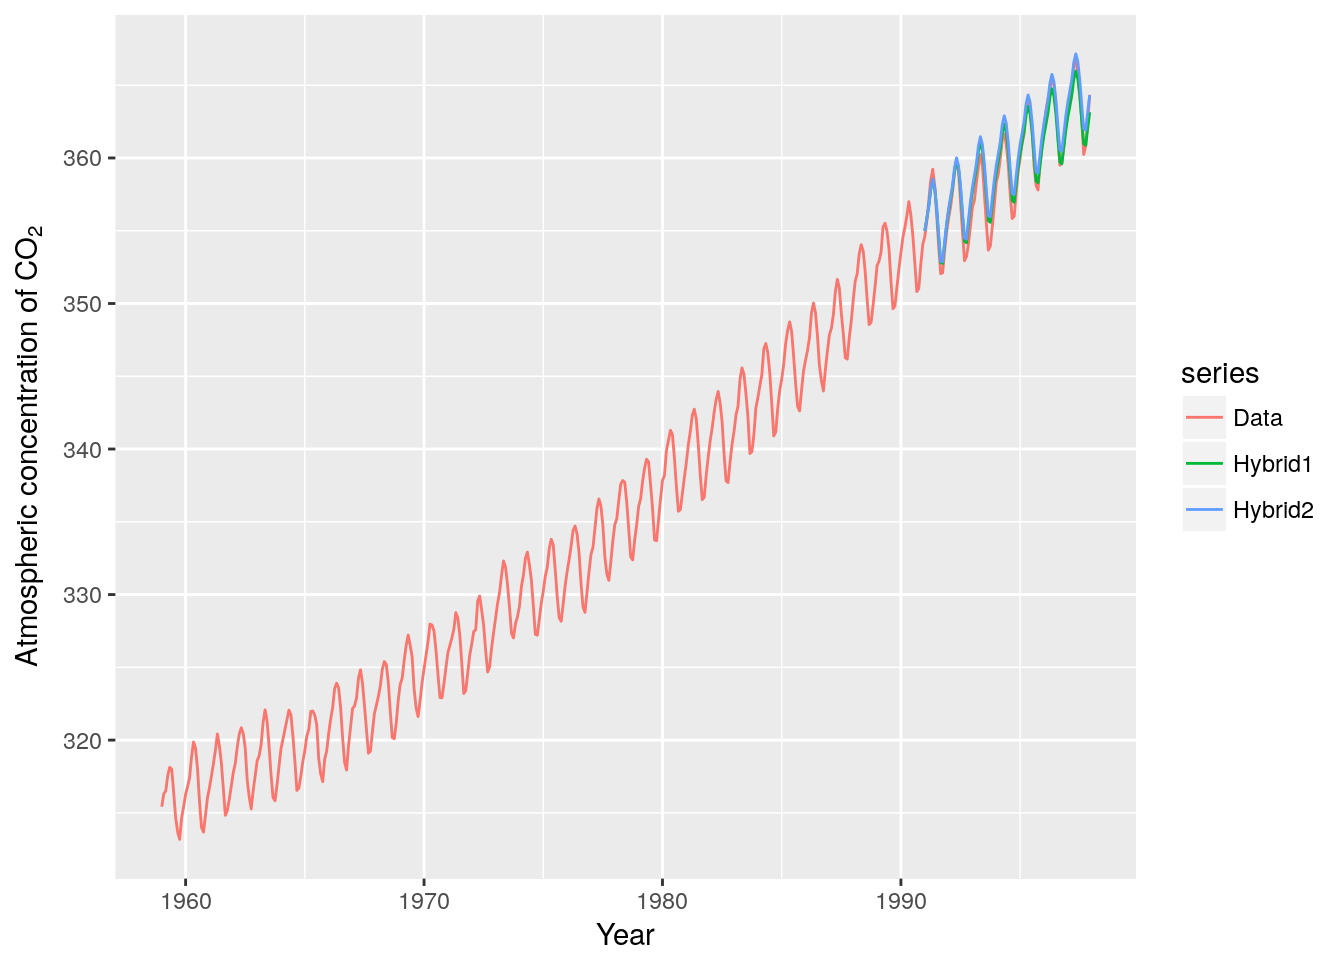 Atmospheric concentration of CO₂
360
350
340
330
320
1960 1970 1980 1990
Year
series
Data
Hybrid1
Hybrid2